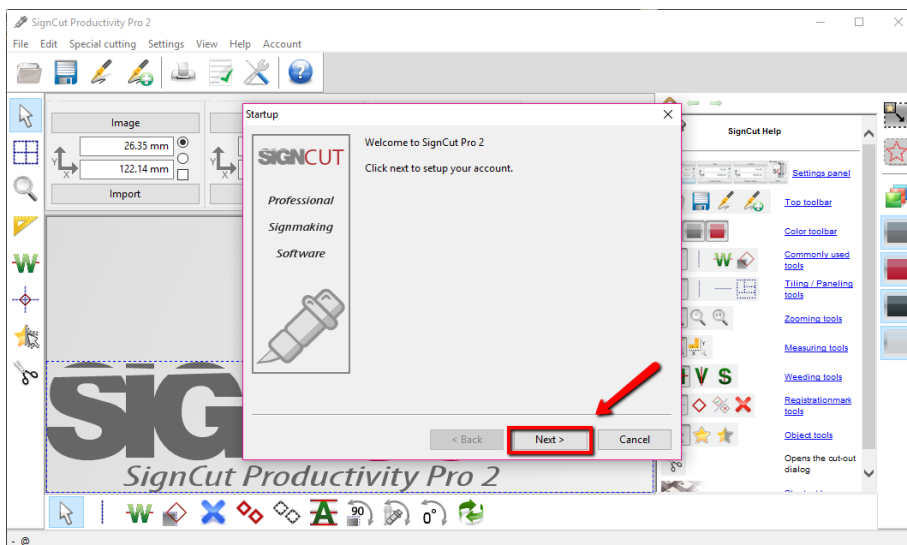 SignCut Productivity Pro 2
File Edit Special cutting Settings View Help Account
Image
26.35 mm
Y
X
122.14 mm
Import
Y
X
Startup
SIGNCUT
Professional
Signmaking
Software
Welcome to SignCut Pro 2
Click next to setup your account.
< Back
Next >
Cancel
SignCut Help
Settings panel
Top toolbar
Color toolbar
Commonly used
tools
Tiling / Paneling
tools
Zooming tools
Measuring tools
Weeding tools
Registrationmark
tools
Object tools
Opens the cut-out
dialog
SignCut Productivity Pro 2
90
0°
- @